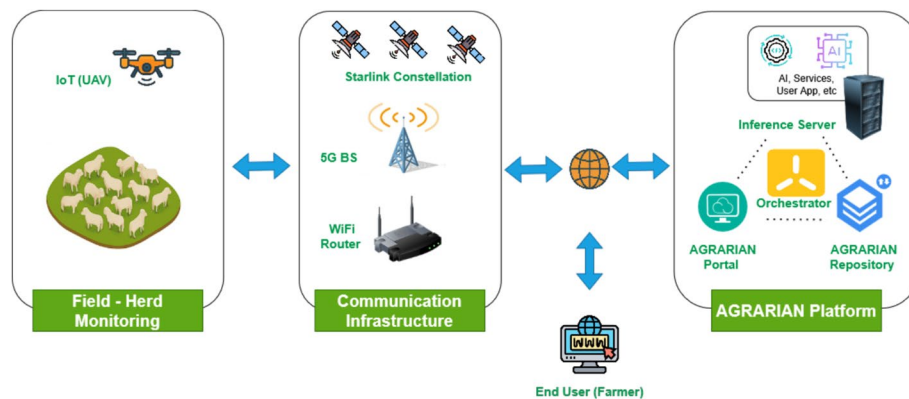 IoT (UAV)
Field - Herd
Monitoring
Starlink Constellation
5G BS
WiFi
Router
Communication
Infrastructure
WWW
End User (Farmer)
AI
AI, Services,
User App, etc
Inference Server
Orchestrator
AGRARIAN
Portal
AGRARIAN
Repository
AGRARIAN Platform